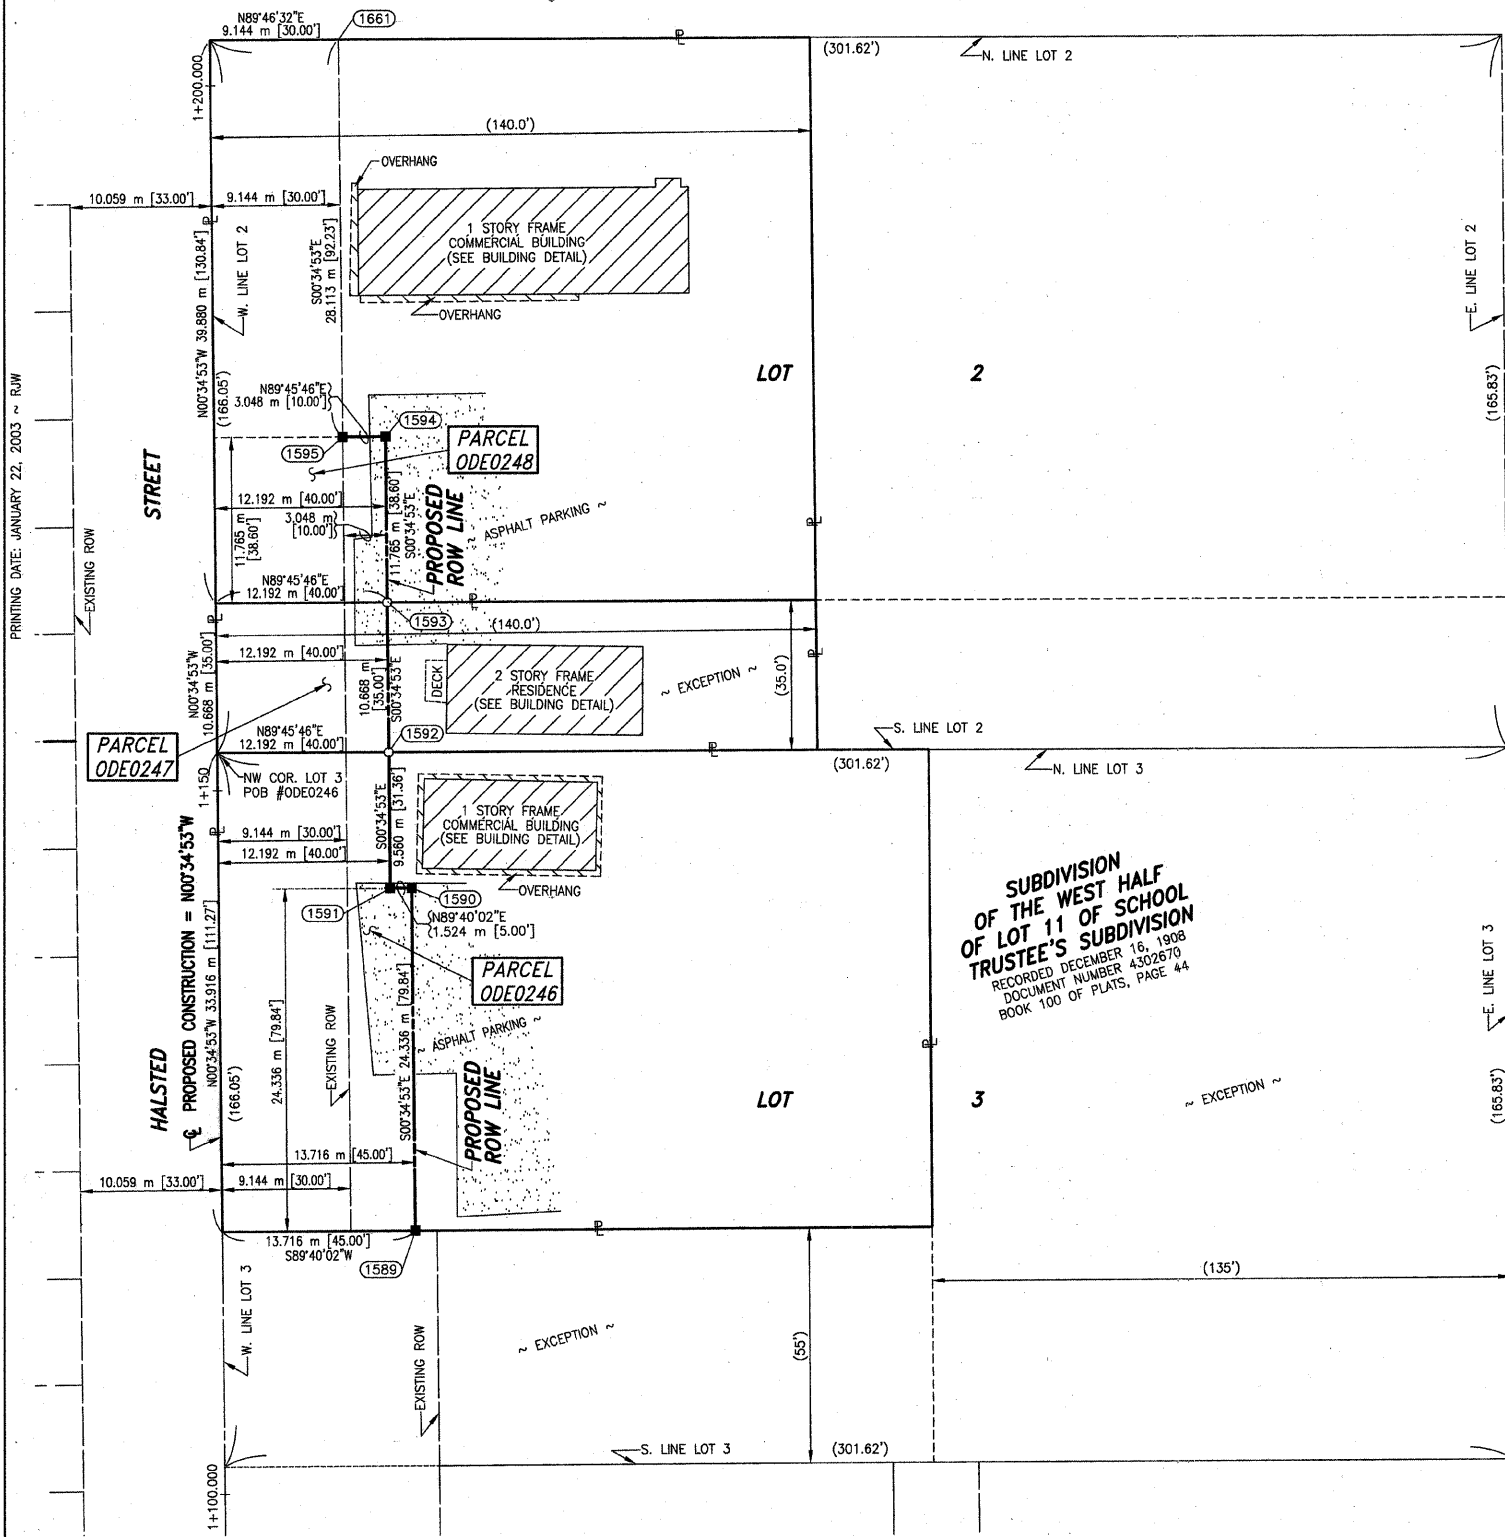 N89°46'32"E
9.144 m [30.00']
1661
(301.62')
N. LINE LOT 2
1+200.000
(140.0')
OVERHANG
10.059 m [33.00']
9.144 m [30.00']
1 STORY FRAME
COMMERCIAL BUILDING
(SEE BUILDING DETAIL)
OVERHANG
N00°34'53"W 39.880 m [130.84']
W. LINE LOT 2
S00°34'53"E
28.113 m [92.23']
E. LINE LOT 2
(166.05')
(165.83')
LOT 2
PRINTING DATE: JANUARY 22, 2003 ~ RJW
N89°45'46"E
3.048 m [10.00']
1594
1595
PARCEL
0DE0248
STREET
12.192 m [40.00']
3.048 m
[10.00']
11.765 m
[38.60']
11.765 m [38.60']
S00°34'53"E
PROPOSED
ROW LINE
~ ASPHALT PARKING ~
EXISTING ROW
N89°45'46"E
12.192 m [40.00']
1593
(140.0')
12.192 m [40.00']
N00°34'53"W
10.668 m [35.00']
10.668 m
[35.00']
S00°34'53"E
DECK
2 STORY FRAME
RESIDENCE
(SEE BUILDING DETAIL)
~ EXCEPTION ~
(35.0')
N89°45'46"E
12.192 m [40.00']
1592
S. LINE LOT 2
PARCEL
0DE0247
NW COR. LOT 3
POB #0DE0246
1+150
(301.62')
N. LINE LOT 3
9.144 m [30.00']
12.192 m [40.00']
S00°34'53"E
9.560 m [31.36']
1 STORY FRAME
COMMERCIAL BUILDING
(SEE BUILDING DETAIL)
OVERHANG
1591
1590
N89°40'02"E
1.524 m [5.00']
PARCEL
0DE0246
SUBDIVISION
OF THE WEST HALF
OF LOT 11 OF SCHOOL
TRUSTEE'S SUBDIVISION
RECORDED DECEMBER 16, 1908
DOCUMENT NUMBER 4302670
BOOK 100 OF PLATS, PAGE 44
E. LINE LOT 3
HALSTED
℄ PROPOSED CONSTRUCTION = N00°34'53"W
N00°34'53"W 33.916 m [111.27']
(166.05')
24.336 m [79.84']
EXISTING ROW
S00°34'53"E 24.336 m [79.84']
~ ASPHALT PARKING ~
PROPOSED
ROW LINE
LOT 3
~ EXCEPTION ~
(165.83')
13.716 m [45.00']
10.059 m [33.00']
9.144 m [30.00']
13.716 m [45.00']
S89°40'02"W
1589
(135')
W. LINE LOT 3
EXISTING ROW
~ EXCEPTION ~
(55')
S. LINE LOT 3
(301.62')
1+100.000